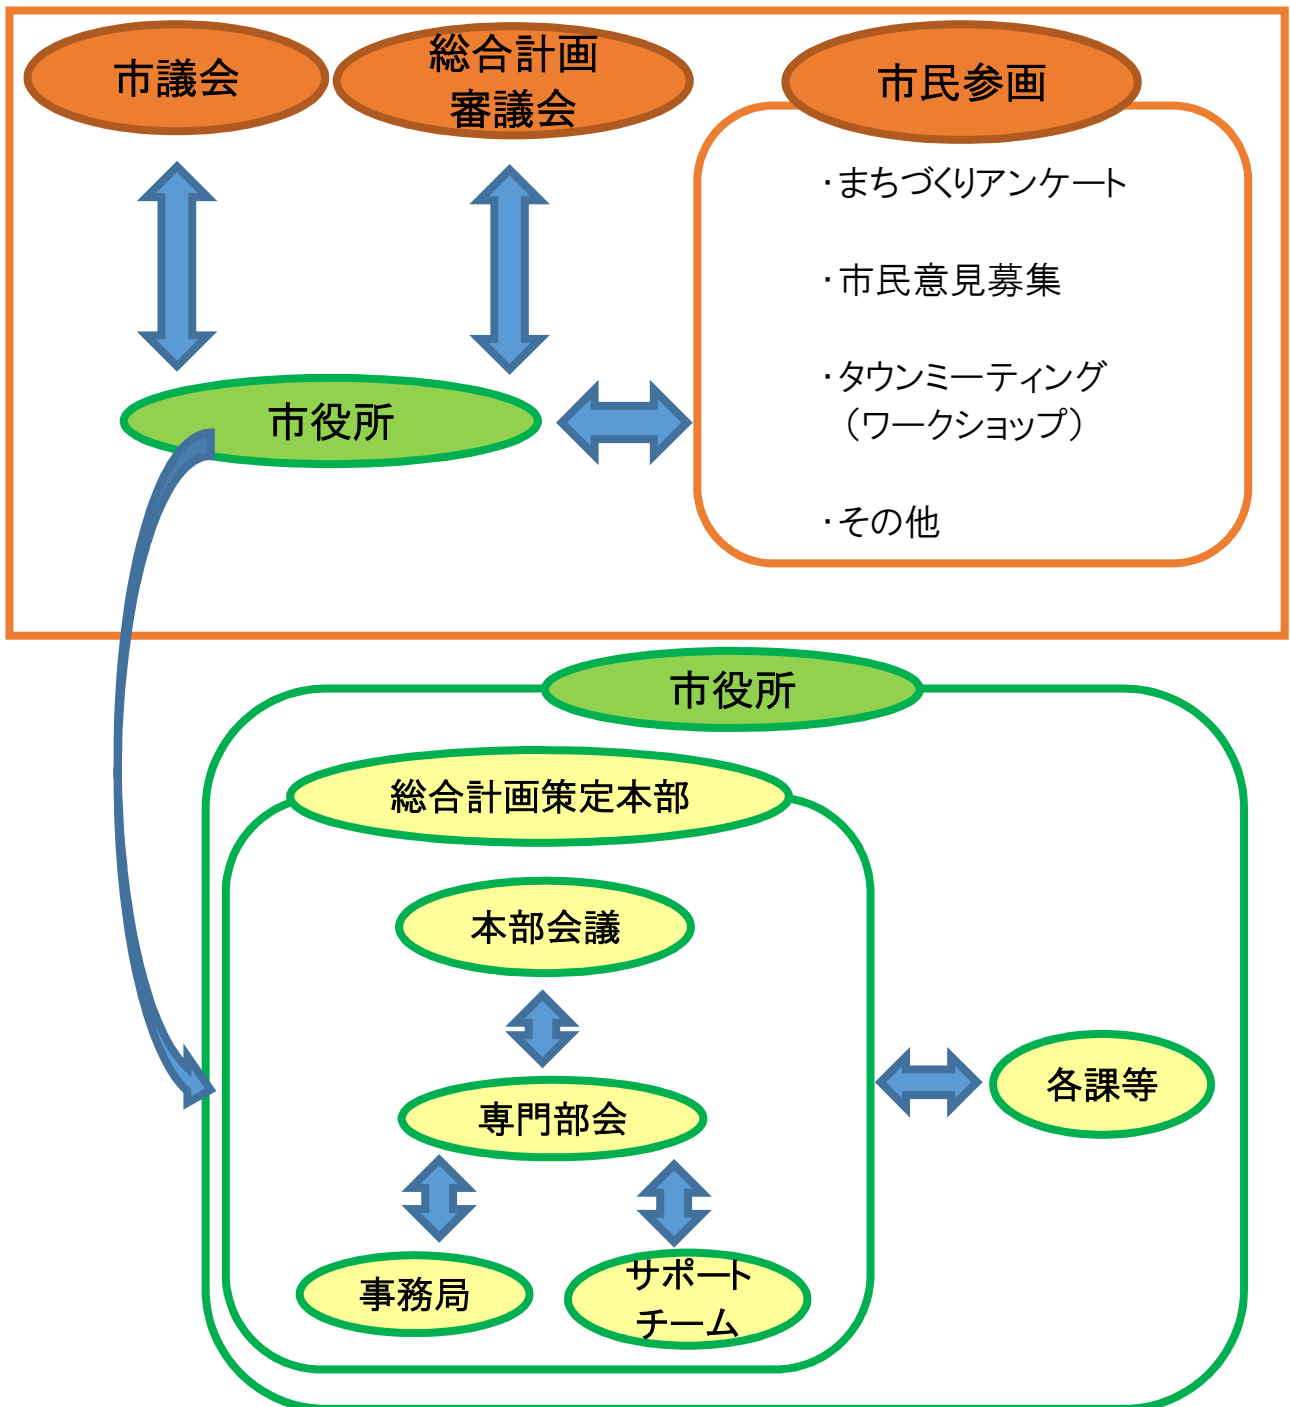 市議会
総合計画
審議会
市民参画
・まちづくりアンケート
・市民意見募集
・タウンミーティング
（ワークショップ）
・その他
市役所
市役所
総合計画策定本部
本部会議
専門部会
各課等
事務局
サポート
チーム